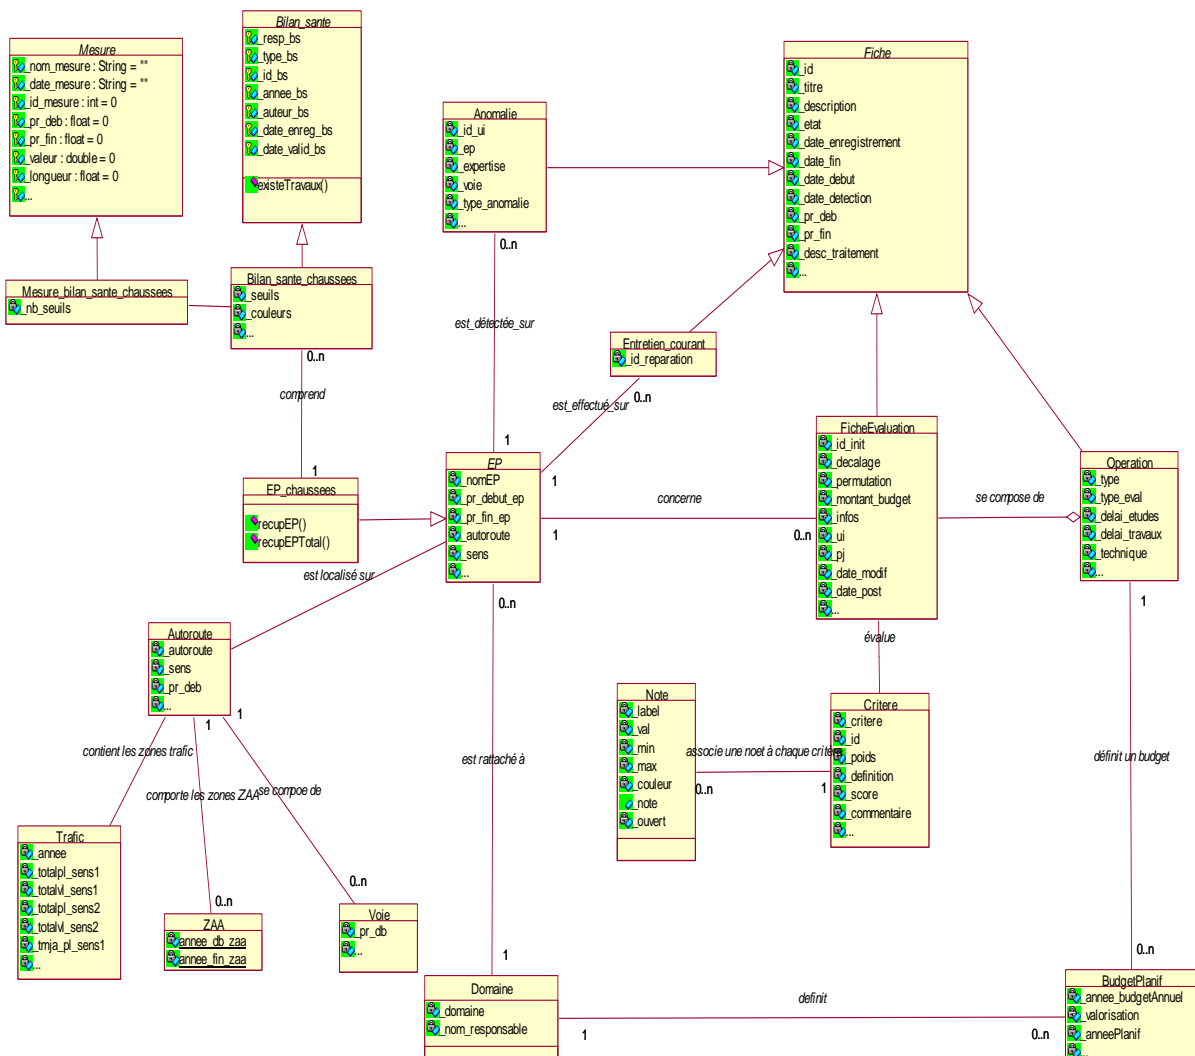 Mesure
_nom_mesure : String = ""
_date_mesure : String = ""
_id_mesure : int = 0
_pr_deb : float = 0
_pr_fin : float = 0
_valeur : double = 0
_longueur : float = 0
...
Bilan_sante
_resp_bs
_type_bs
_id_bs
_annee_bs
_auteur_bs
_date_enreg_bs
_date_valid_bs
existeTravaux()
Anomalie
_id_ui
_ep
_expertise
_voie
_type_anomalie
...
0..n
Fiche
_id
_titre
_description
_etat
_date_enregistrement
_date_fin
_date_debut
_date_detection
_pr_deb
_pr_fin
_desc_traitement
...
Mesure_bilan_sante_chaussees
_nb_seuils
Bilan_sante_chaussees
_seuils
_couleurs
...
0..n
comprend
1
est_détectée_sur
1
Entretien_courant
_id_reparation
0..n
est_effectué_sur
1
EP_chaussees
recupEP()
recupEPTotal()
EP
_nomEP
_pr_debut_ep
_pr_fin_ep
_autoroute
_sens
...
0..n
concerne
1
0..n
FicheEvaluation
_id_init
_decalage
_permutation
_montant_budget
_infos
_ui
_pj
_date_modif
_date_post
...
se compose de
Operation
_type
_type_eval
_delai_etudes
_delai_travaux
_technique
...
1
est localisé sur
Autoroute
_autoroute
_sens
_pr_deb
...
1
1
évalue
Note
_label
_val
_min
_max
_couleur
_note
_ouvert
associe une noet à chaque critère
0..n
1
Critere
_critere
_id
_poids
_definition
_score
_commentaire
...
contient les zones trafic
comporte les zones ZAA
se compoe de
est rattaché à
définit un budget
Trafic
_annee
_totalpl_sens1
_totalvl_sens1
_totalpl_sens2
_totalvl_sens2
_tmja_pl_sens1
...
0..n
ZAA
annee_db_zaa
annee_fin_zaa
0..n
Voie
_pr_db
...
1
Domaine
_domaine
_nom_responsable
definit
1
0..n
0..n
BudgetPlanif
_annee_budgetAnnuel
_valorisation
_anneePlanif
...